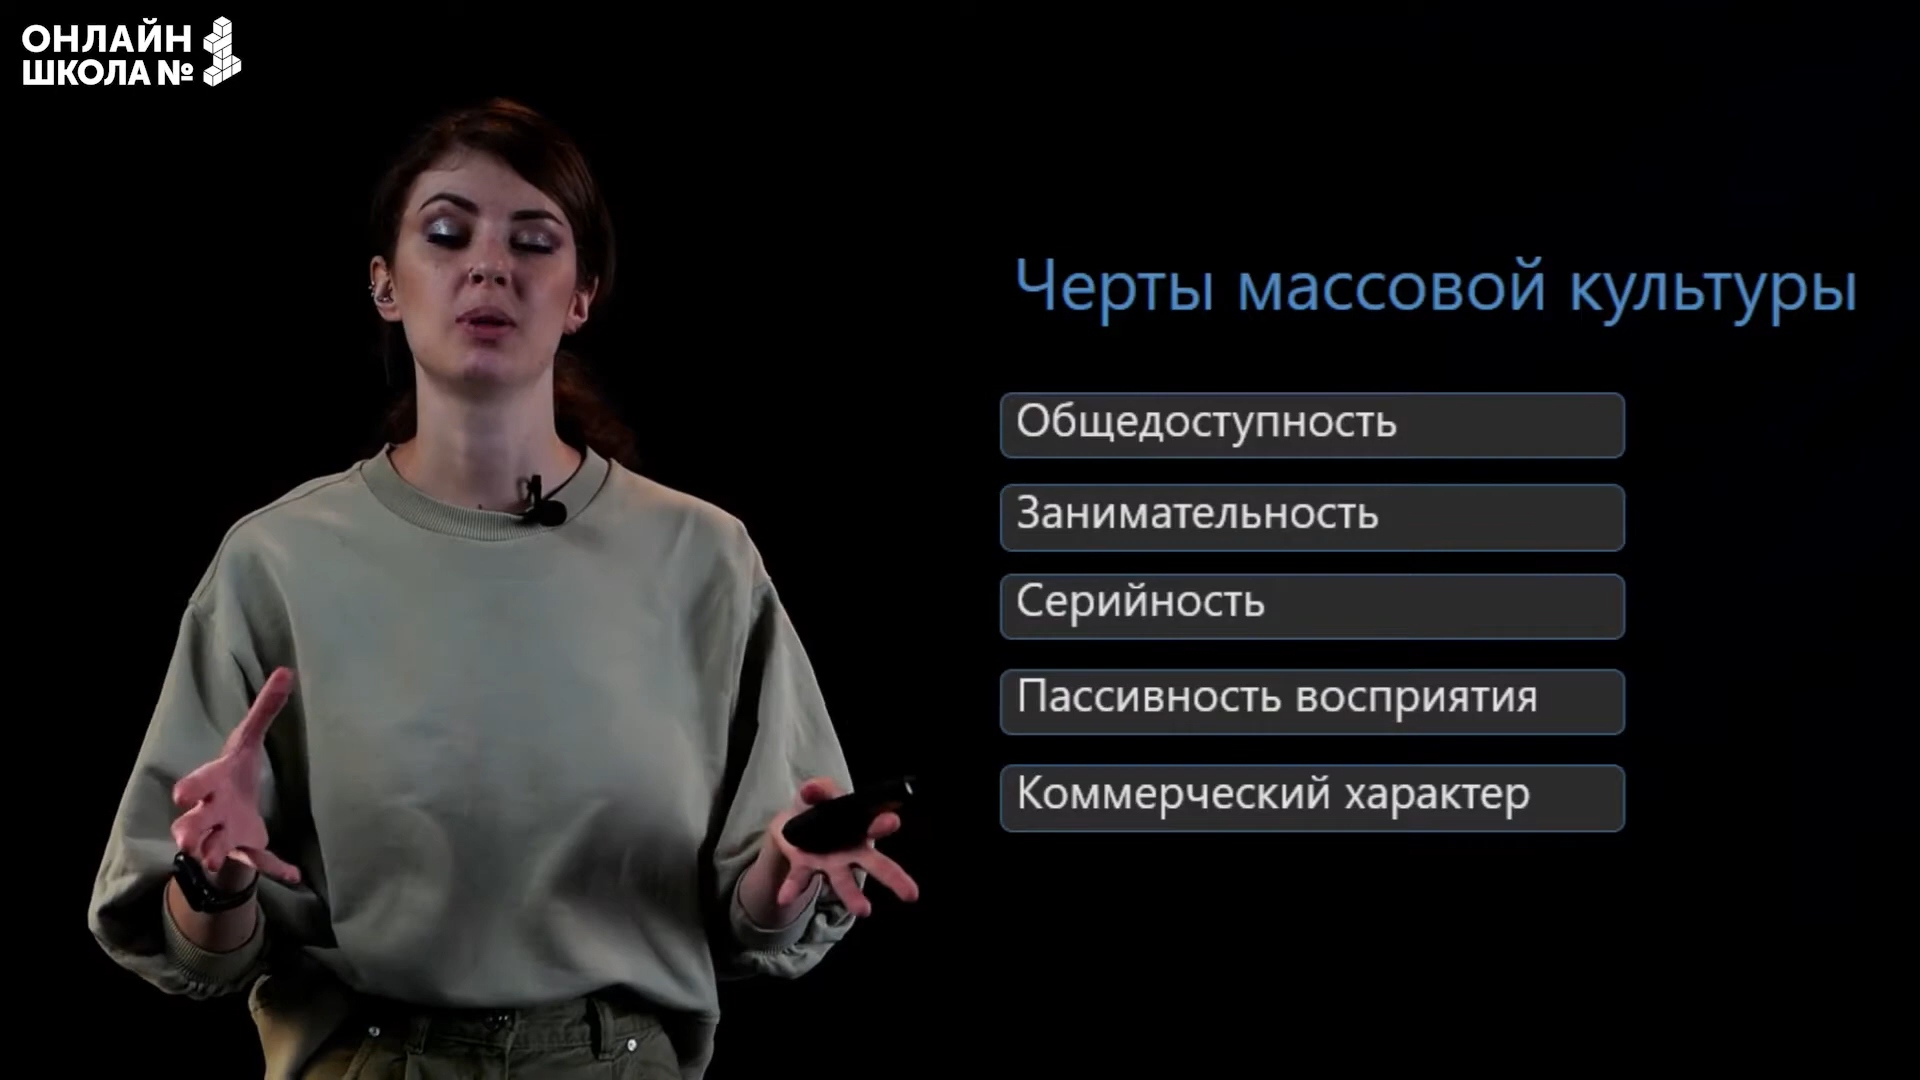 ОНЛАЙН
ШКОЛА №
Черты массовой культуры
Общедоступность
Занимательность
Серийность
Пассивность восприятия
Коммерческий характер